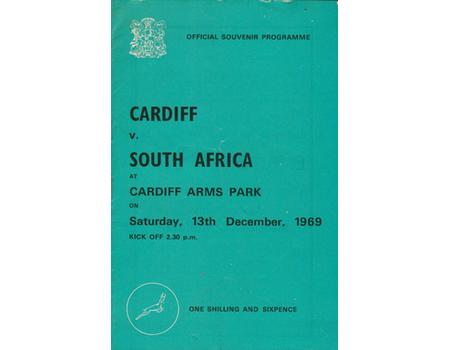 OFFICIAL SOUVENIR PROGRAMME
CARDIFF
v.
SOUTH AFRICA
AT
CARDIFF ARMS PARK
ON
Saturday, 13th December, 1969
KICK OFF 2.30 p.m.
ONE SHILLING AND SIXPENCE